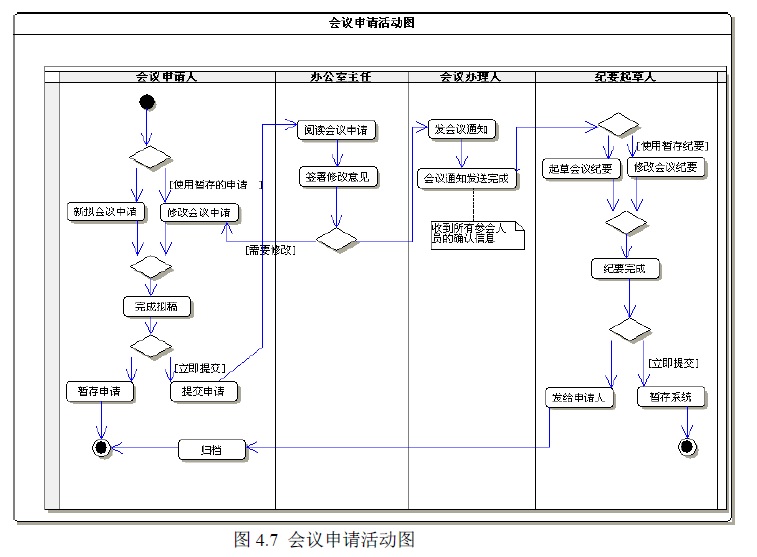 会议申请活动图
会议申请人
办公室主任
会议办理人
纪要起草人
阅读会议申请
发会议通知
[使用暂存纪要]
起草会议纪要
修改会议纪要
签署修改意见
会议通知发送完成
[使用暂存的申请 ]
新拟会议申请
修改会议申请
收到所有参会人
员的确认信息
[需要修改]
纪要完成
完成拟稿
[立即提交]
[立即提交]
暂存申请
提交申请
发给申请人
暂存系统
归档
图 4.7 会议申请活动图